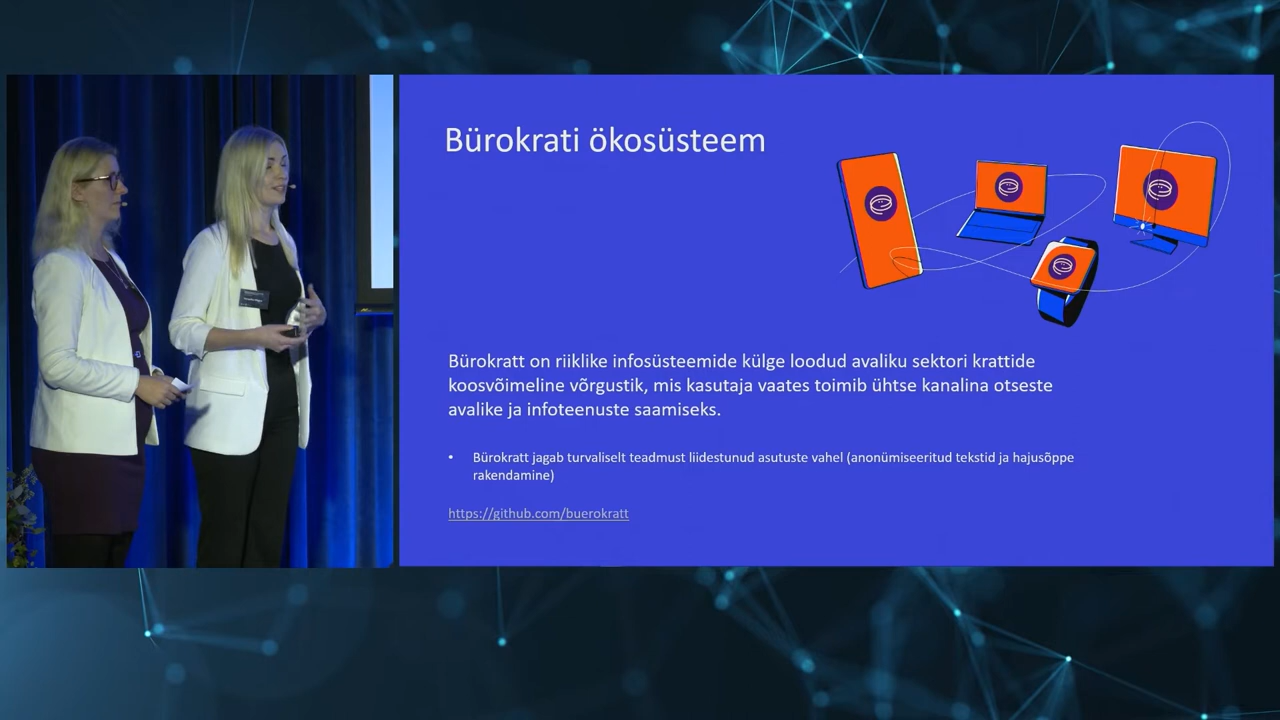 Bürokrati ökosüsteem
Bürokratt on riiklike infosüsteemide külge loodud avaliku sektori krattide
koosvõimeline võrgustik, mis kasutaja vaates toimib ühtse kanalina otseste
avalike ja infoteenuste saamiseks.
• Bürokratt jagab turvaliselt teadmust liidestunud asutuste vahel (anonümiseeritud tekstid ja hajusõppe
rakendamine)
https://github.com/buerokratt